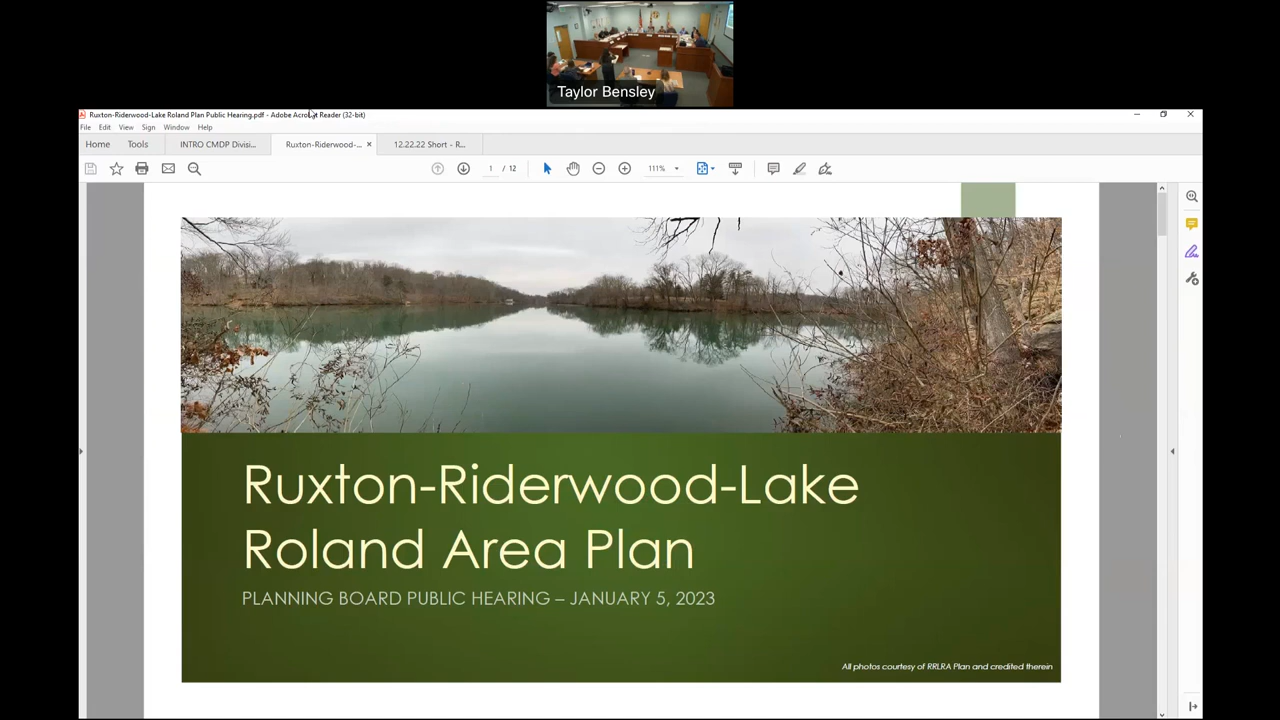 Taylor Bensley
Ruxton-Riderwood-Lake Roland Plan Public Hearing.pdf - Adobe Acrobat Reader (32-bit)
File Edit View Sign Window Help
Home Tools INTRO CMDP Divisi... Ruxton-Riderwood-... × 12.22.22 Short - R...
1 / 12 111%
Ruxton-Riderwood-Lake
Roland Area Plan
PLANNING BOARD PUBLIC HEARING – JANUARY 5, 2023
All photos courtesy of RRLRA Plan and credited therein